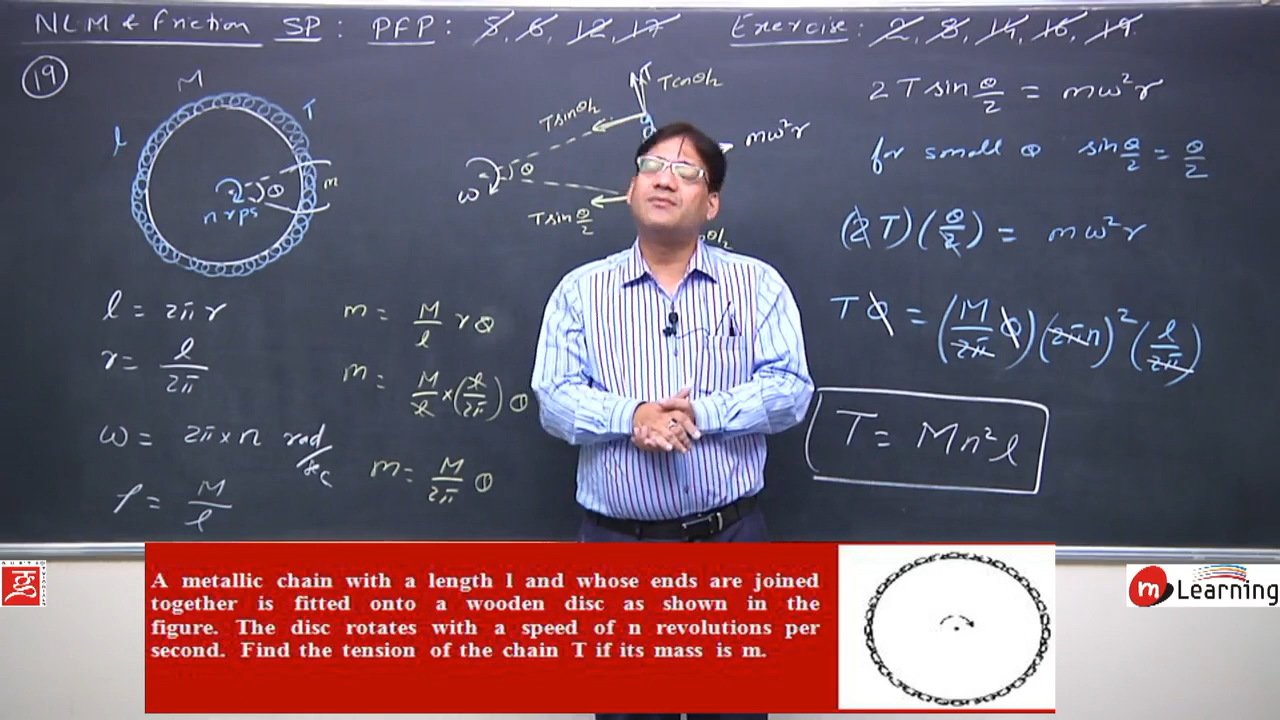 NLM & Friction SP : PFP : 5, 6, 12, 17 Exercise : 2, 8, 14, 16, 19
19
M
l
T
θ
m
n rps
l = 2πr
r = l/2π
ω = 2π×n rad/sec
ρ = M/l
m = M/l rθ
m = M/l × (l/2π) θ
m = M/2π θ
T
Tcosθ/2
Tsinθ/2
mω²r
ω
θ
Tsin θ/2
θ/2
2Tsin θ/2 = mω²r
for small θ sin θ/2 = θ/2
(2T)(θ/2) = mω²r
Tθ = (M/2π θ)(2πn)²(l/2π)
T = Mn²l
A metallic chain with a length l and whose ends are joined
together is fitted onto a wooden disc as shown in the
figure. The disc rotates with a speed of n revolutions per
second. Find the tension of the chain T if its mass is m.
m Learning